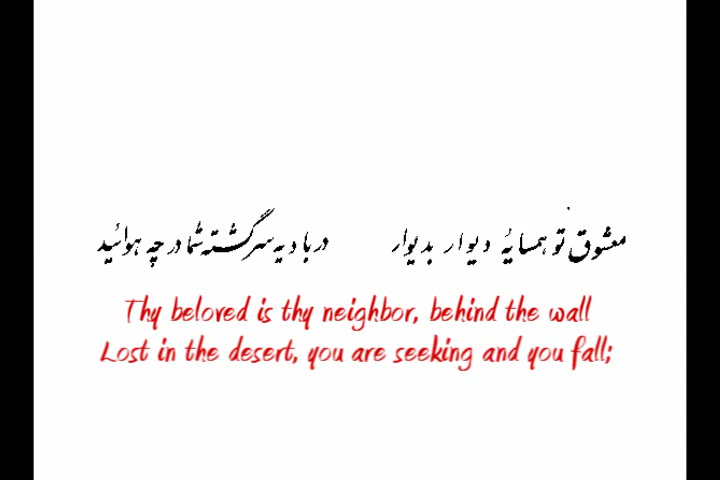 معشوق تو همسایهٔ دیوار بدیوار در بادیه سرگشته شما در چه هوائید
Thy beloved is thy neighbor, behind the wall
Lost in the desert, you are seeking and you fall;